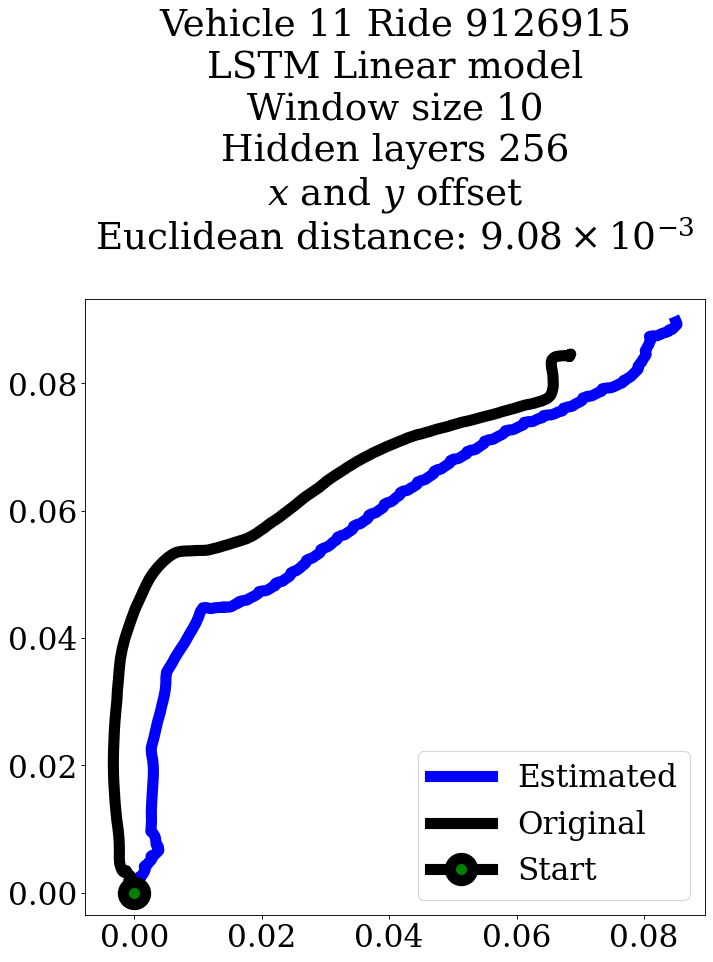 Vehicle 11 Ride 9126915
LSTM Linear model
Window size 10
Hidden layers 256
x and y offset
Euclidean distance: 9.08 × 10⁻³
0.08
0.06
0.04
0.02
0.00
Estimated
Original
Start
0.00 0.02 0.04 0.06 0.08